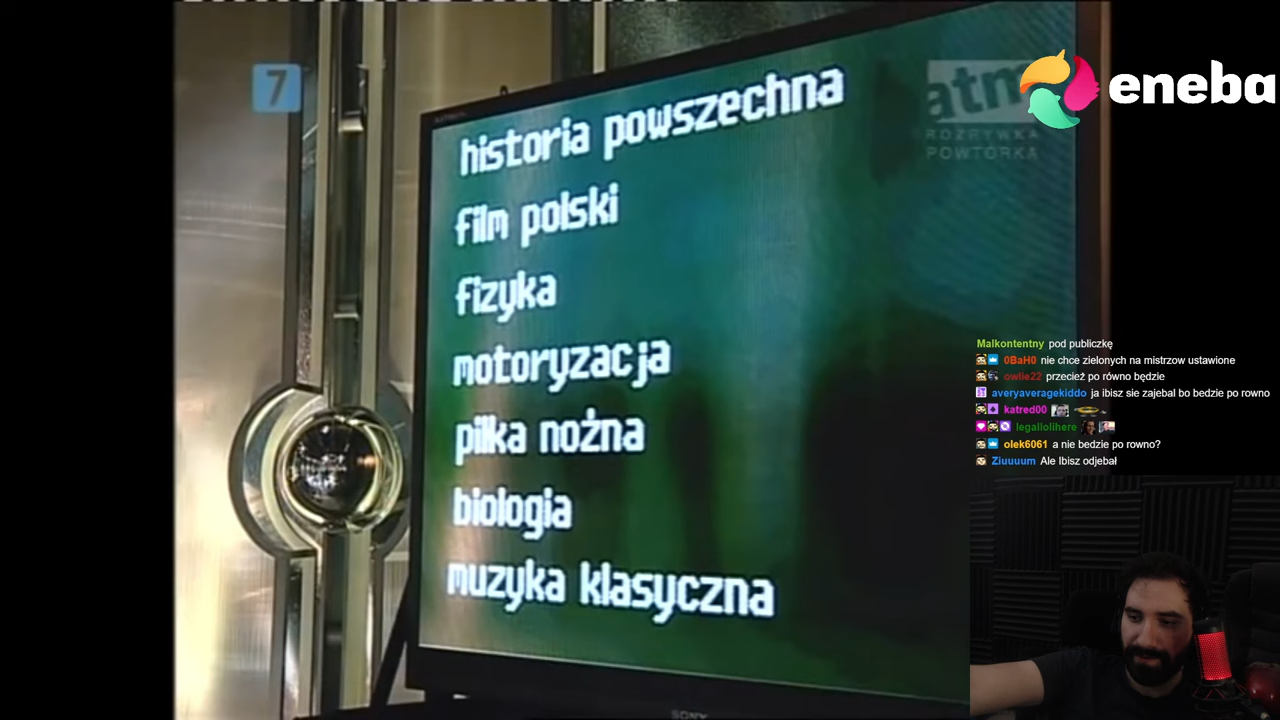 7
atm
ROZRYWKA
POWTÓRKA
eneba
historia powszechna
film polski
fizyka
motoryzacja
piłka nożna
biologia
muzyka klasyczna
SONY
Malkontentny pod publiczkę
0BaH0 nie chce zielonych na mistrzow ustawione
owlie22 przecież po równo będzie
averyaveragekiddo ja ibisz sie zajebal bo bedzie po rowno
katred00
legallolihere
olek6061 a nie bedzie po rowno?
Ziuuuum Ale Ibisz odjebał